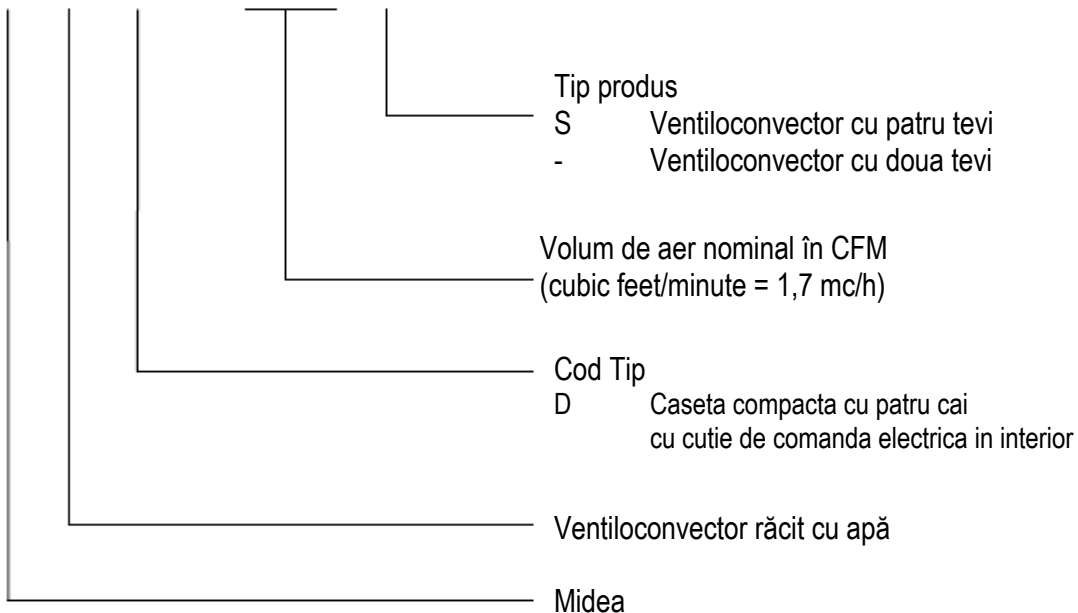 Tip produs
S Ventiloconvector cu patru tevi
- Ventiloconvector cu doua tevi
Volum de aer nominal în CFM
(cubic feet/minute = 1,7 mc/h)
Cod Tip
D Caseta compacta cu patru cai
cu cutie de comanda electrica in interior
Ventiloconvector răcit cu apă
Midea